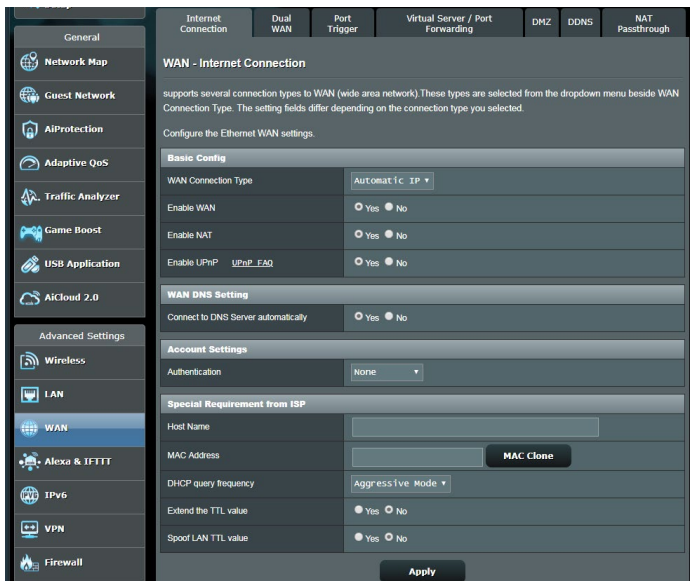 General
Network Map
Guest Network
AiProtection
Adaptive QoS
Traffic Analyzer
Game Boost
USB Application
AiCloud 2.0
Advanced Settings
Wireless
LAN
WAN
Alexa & IFTTT
IPv6
VPN
Firewall
Internet
Connection
Dual
WAN
Port
Trigger
Virtual Server / Port
Forwarding
DMZ
DDNS
NAT
Passthrough
WAN - Internet Connection
supports several connection types to WAN (wide area network).These types are selected from the dropdown menu beside WAN
Connection Type. The setting fields differ depending on the connection type you selected.
Configure the Ethernet WAN settings.
Basic Config
WAN Connection Type Automatic IP
Enable WAN Yes No
Enable NAT Yes No
Enable UPnP UPnP FAQ Yes No
WAN DNS Setting
Connect to DNS Server automatically Yes No
Account Settings
Authentication None
Special Requirement from ISP
Host Name
MAC Address MAC Clone
DHCP query frequency Aggressive Mode
Extend the TTL value Yes No
Spoof LAN TTL value Yes No
Apply